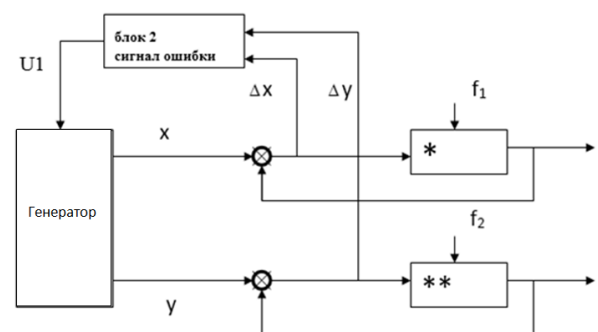 блок 2
сигнал ошибки
U1
Δx
Δy
f₁
x
*
Генератор
f₂
**
y